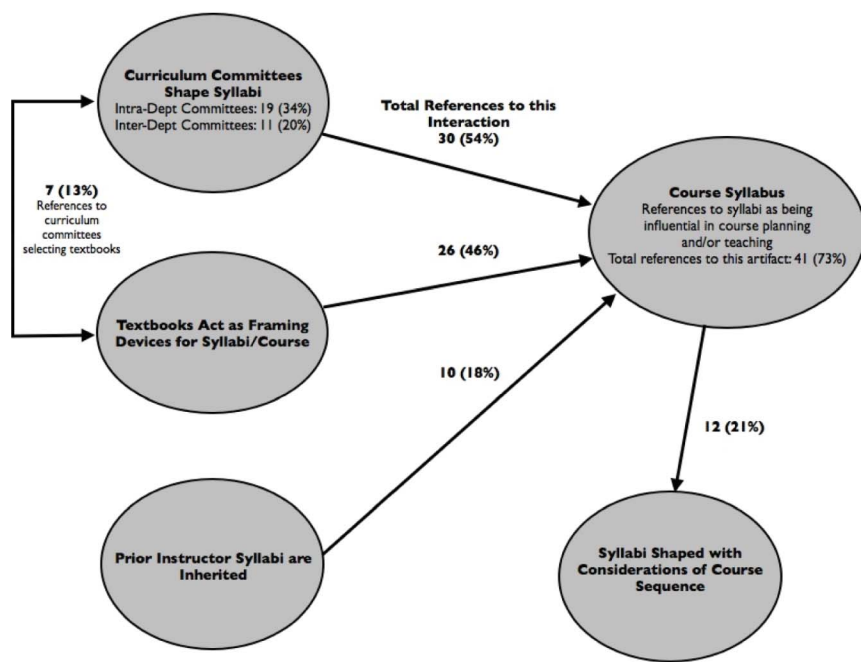 Curriculum Committees
Shape Syllabi
Intra-Dept Committees: 19 (34%)
Inter-Dept Committees: 11 (20%)
Total References to this
Interaction
30 (54%)
7 (13%)
References to
curriculum
committees
selecting textbooks
Course Syllabus
References to syllabi as being
influential in course planning
and/or teaching
Total references to this artifact: 41 (73%)
26 (46%)
Textbooks Act as Framing
Devices for Syllabi/Course
10 (18%)
12 (21%)
Prior Instructor Syllabi are
Inherited
Syllabi Shaped with
Considerations of Course
Sequence